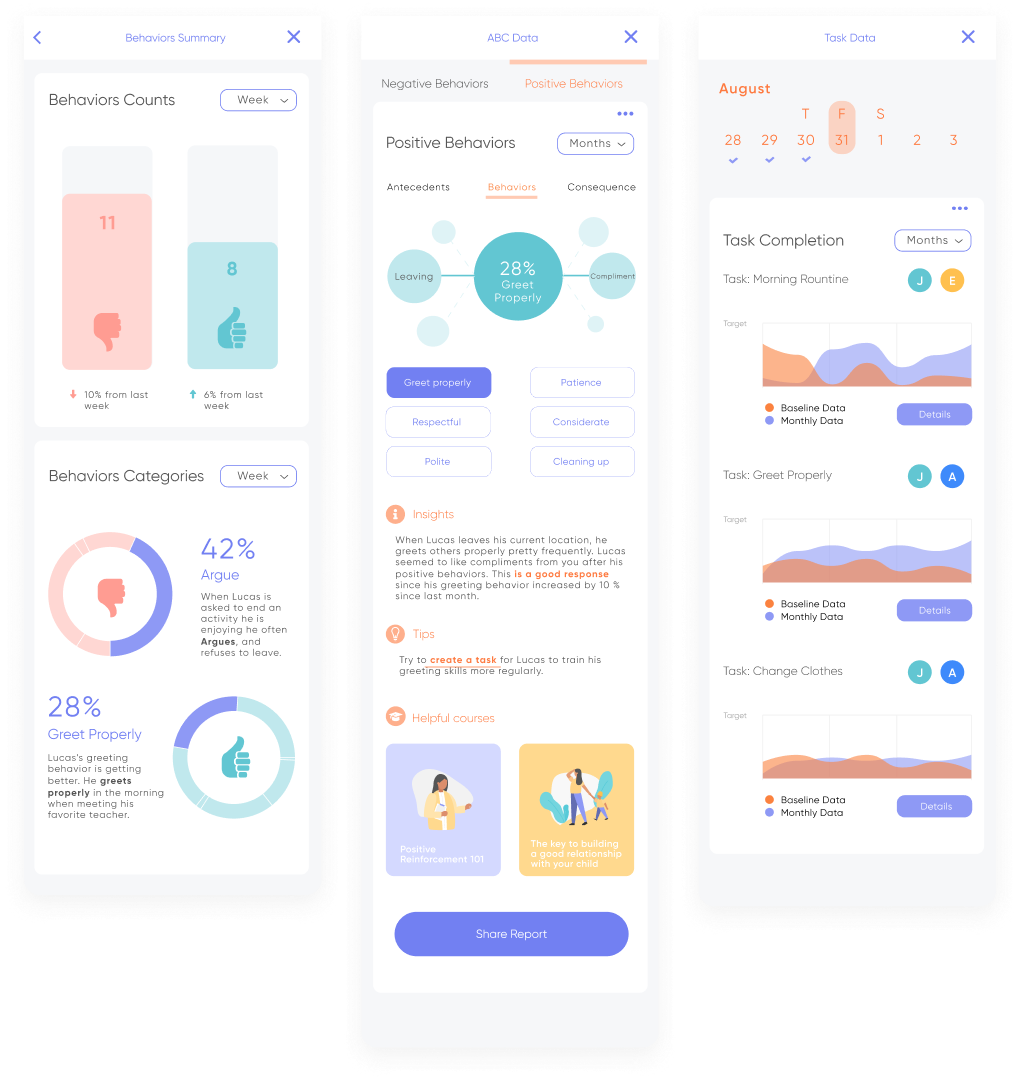 Behaviors Summary
Behaviors Counts
Week
11
8
10% from last
week
6% from last
week
Behaviors Categories
Week
42%
Argue
When Lucas is
asked to end an
activity he is
enjoying he often
Argues, and
refuses to leave.
28%
Greet Properly
Lucas's greeting
behavior is getting
better. He greets
properly in the morning
when meeting his
favorite teacher.
ABC Data
Negative Behaviors
Positive Behaviors
Positive Behaviors
Months
Antecedents
Behaviors
Consequence
Leaving
28%
Greet
Properly
Compliment
Greet properly
Patience
Respectful
Considerate
Polite
Cleaning up
Insights
When Lucas leaves his current location, he
greets others properly pretty frequently. Lucas
seemed to like compliments from you after his
positive behaviors. This is a good response
since his greeting behavior increased by 10 %
since last month.
Tips
Try to create a task for Lucas to train his
greeting skills more regularly.
Helpful courses
Positive
Reinforcement 101
The key to building
a good relationship
with your child
Share Report
Task Data
August
T F S
28 29 30 31 1 2 3
Task Completion
Months
Task: Morning Rountine
J E
Target
Baseline Data
Monthly Data
Details
Task: Greet Properly
J A
Target
Baseline Data
Monthly Data
Details
Task: Change Clothes
J A
Target
Baseline Data
Monthly Data
Details